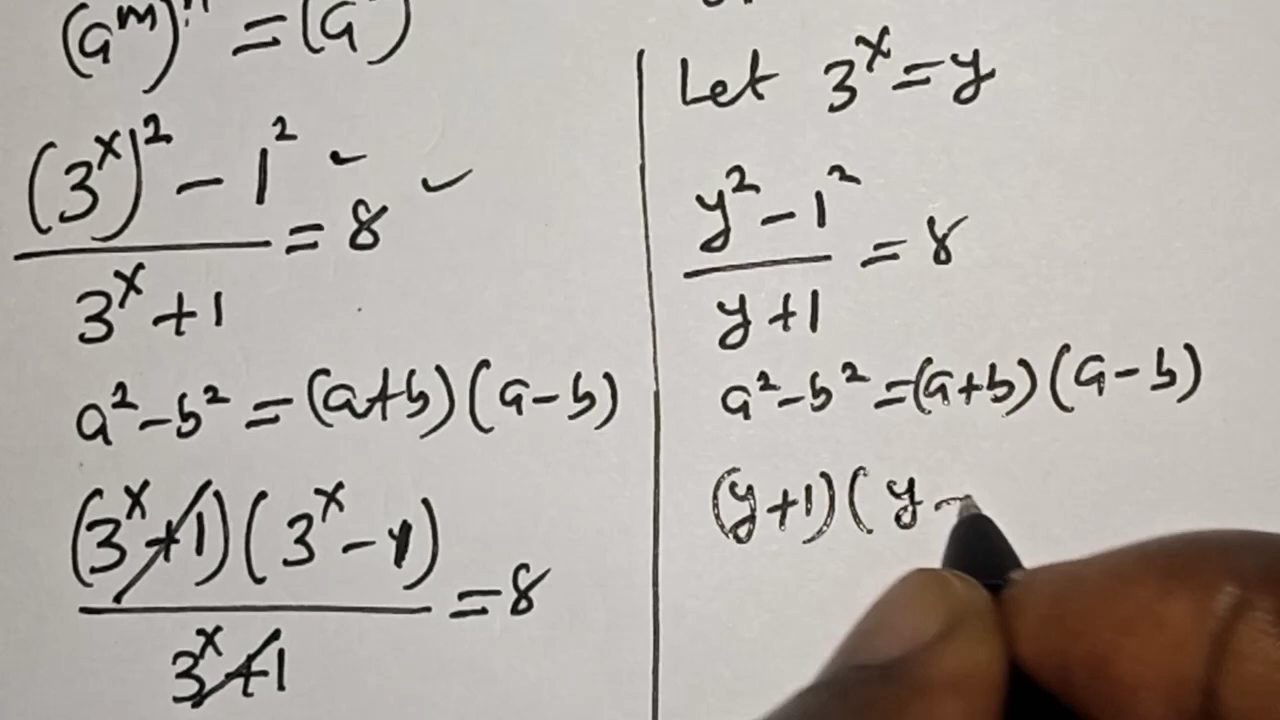 (a^m)^n = (a
(3^x)^2 - 1^2 ✓
――― = 8 ✓
3^x + 1
a^2 - b^2 = (a+b)(a-b)
(3^x+1)(3^x-1)
――― = 8
3^x+1
Let 3^x = y
y^2 - 1^2
――― = 8
y+1
a^2 - b^2 = (a+b)(a-b)
(y+1)(y-